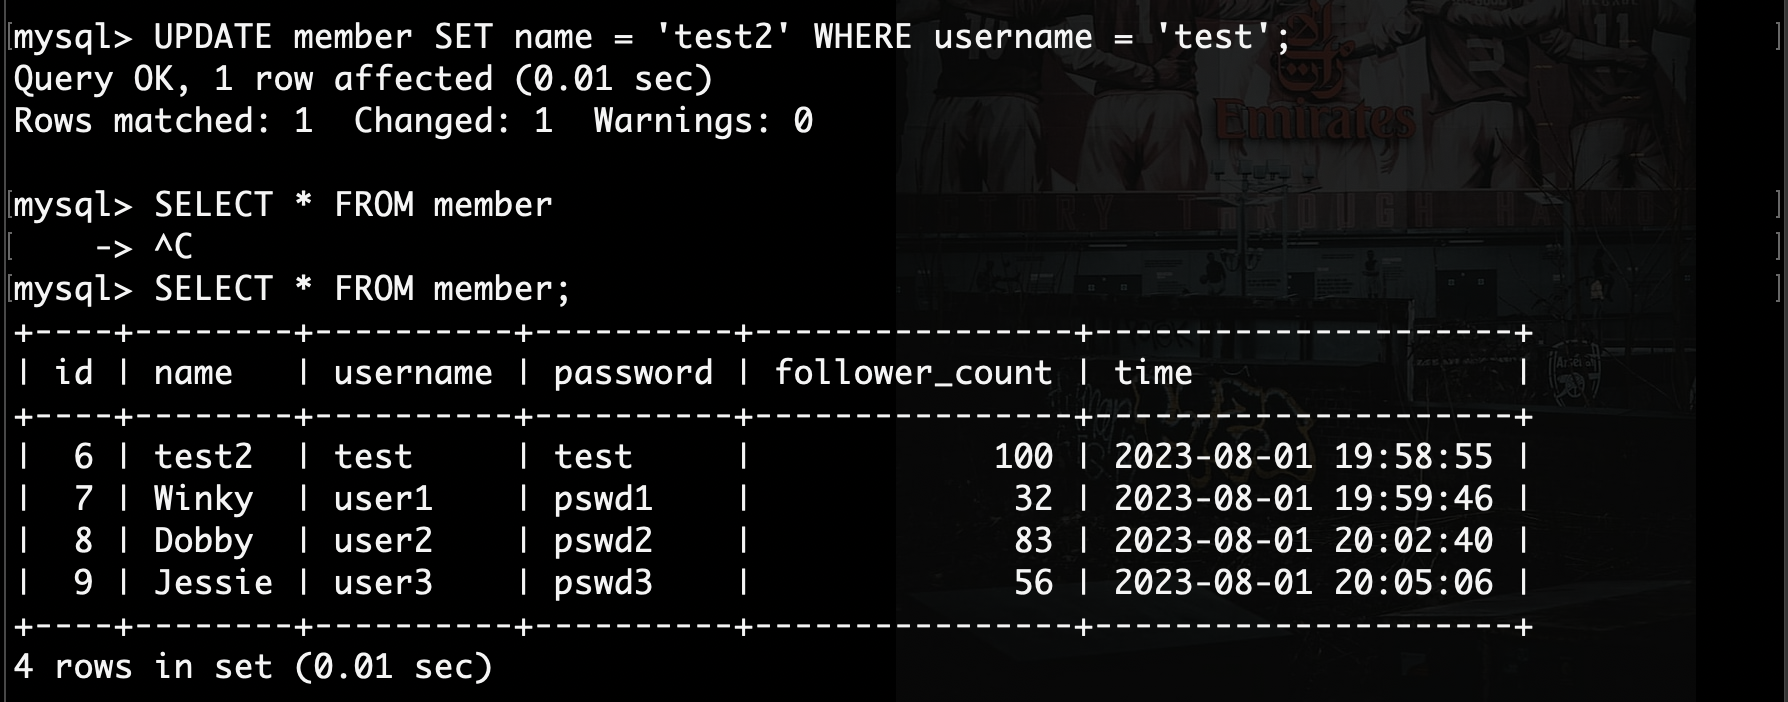 mysql> UPDATE member SET name = 'test2' WHERE username = 'test';
Query OK, 1 row affected (0.01 sec)
Rows matched: 1  Changed: 1  Warnings: 0
mysql> SELECT * FROM member
    -> ^C
mysql> SELECT * FROM member;
+----+--------+----------+----------+----------------+---------------------+
| id | name   | username | password | follower_count | time                |
+----+--------+----------+----------+----------------+---------------------+
|  6 | test2  | test     | test     |            100 | 2023-08-01 19:58:55 |
|  7 | Winky  | user1    | pswd1    |             32 | 2023-08-01 19:59:46 |
|  8 | Dobby  | user2    | pswd2    |             83 | 2023-08-01 20:02:40 |
|  9 | Jessie | user3    | pswd3    |             56 | 2023-08-01 20:05:06 |
+----+--------+----------+----------+----------------+---------------------+
4 rows in set (0.01 sec)
Emirates
THROUGH
Arsenal